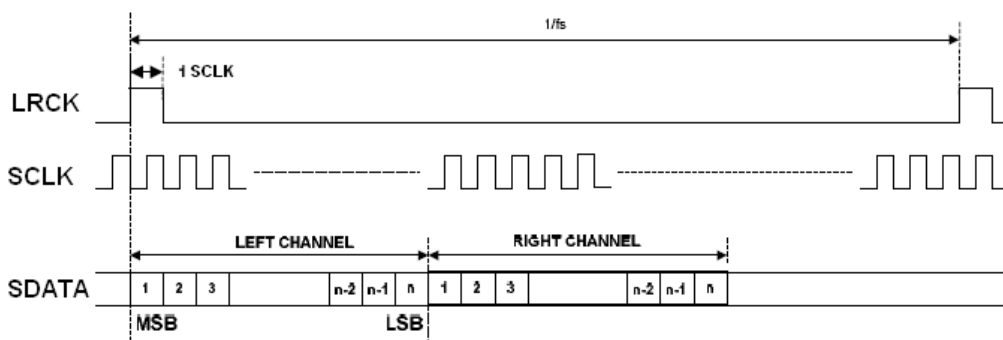 1/fs
1 SCLK
LRCK
SCLK
LEFT CHANNEL RIGHT CHANNEL
SDATA 1 2 3 n-2 n-1 n 1 2 3 n-2 n-1 n
MSB LSB